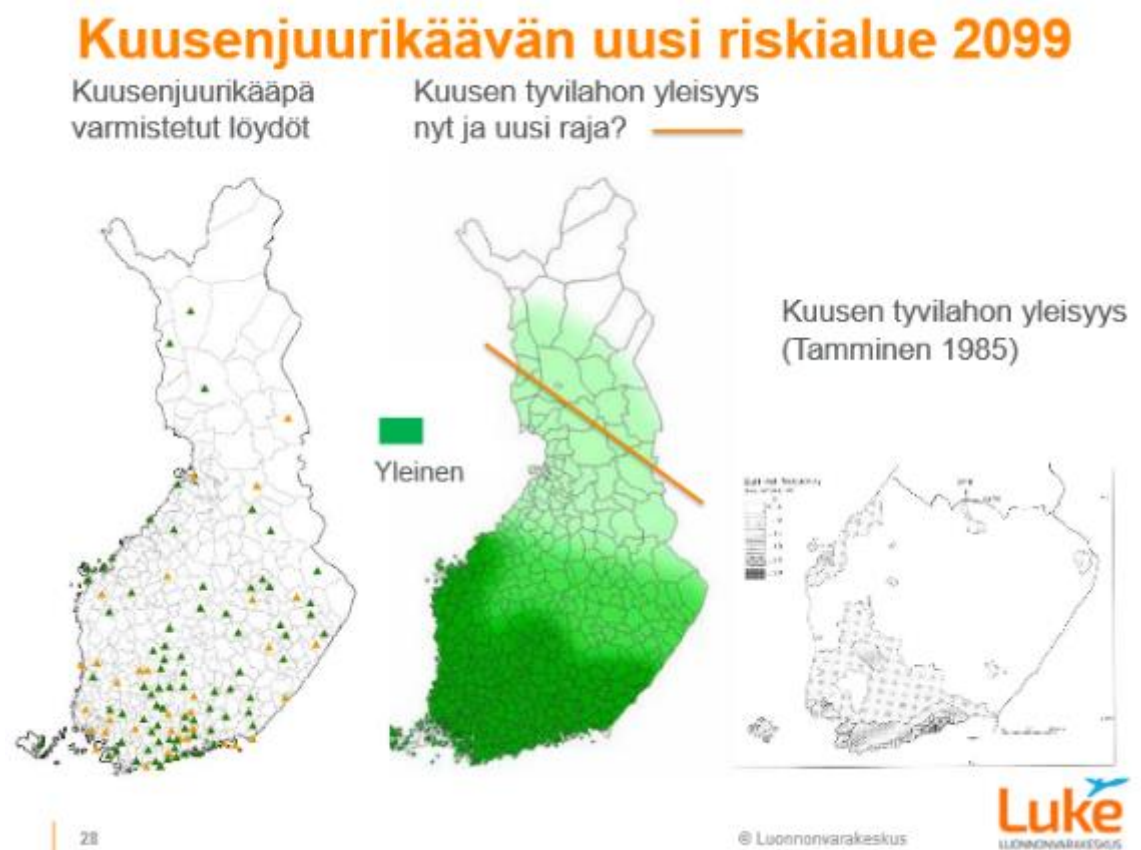 Kuusenjuurikäävän uusi riskialue 2099
Kuusenjuurikääpä
varmistetut löydöt
Kuusen tyvilahon yleisyys
nyt ja uusi raja?
Yleinen
Kuusen tyvilahon yleisyys
(Tamminen 1985)
28
© Luonnonvarakeskus
Luke
LUONNONVARAKESKUS